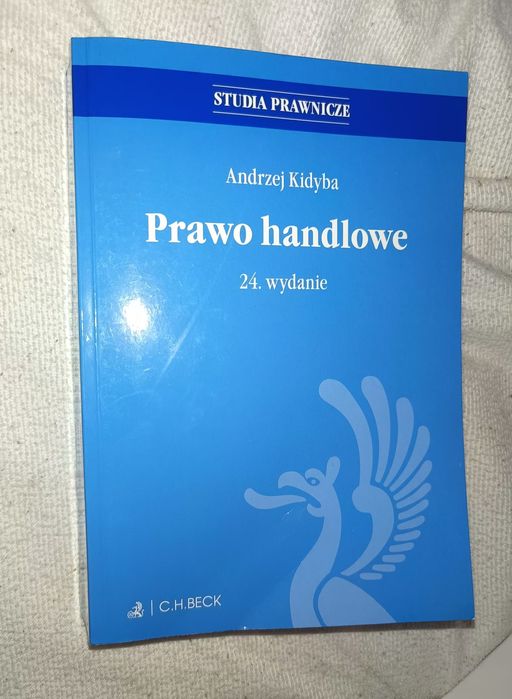 STUDIA PRAWNICZE
Andrzej Kidyba
Prawo handlowe
24. wydanie
C.H.BECK